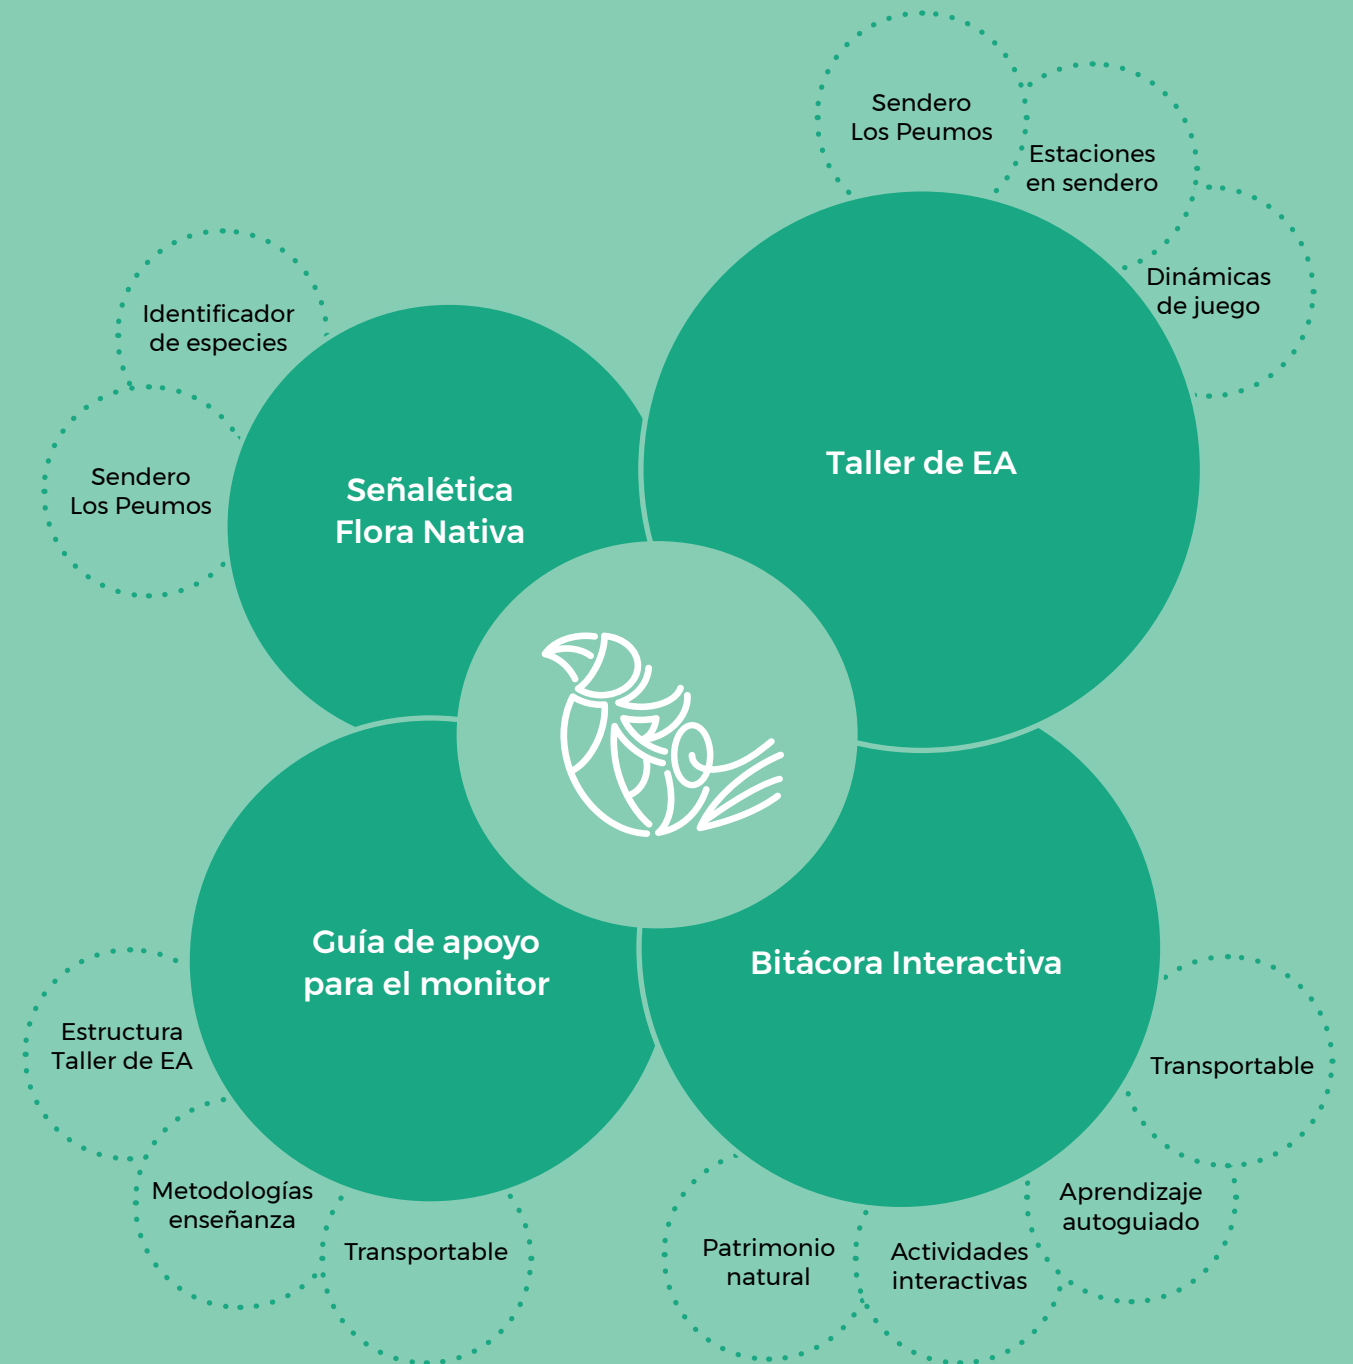 Sendero
Los Peumos
Estaciones
en sendero
Dinámicas
de juego
Taller de EA
Identificador
de especies
Sendero
Los Peumos
Señalética
Flora Nativa
Guía de apoyo
para el monitor
Estructura
Taller de EA
Metodologías
enseñanza
Transportable
Bitácora Interactiva
Transportable
Aprendizaje
autoguiado
Actividades
interactivas
Patrimonio
natural